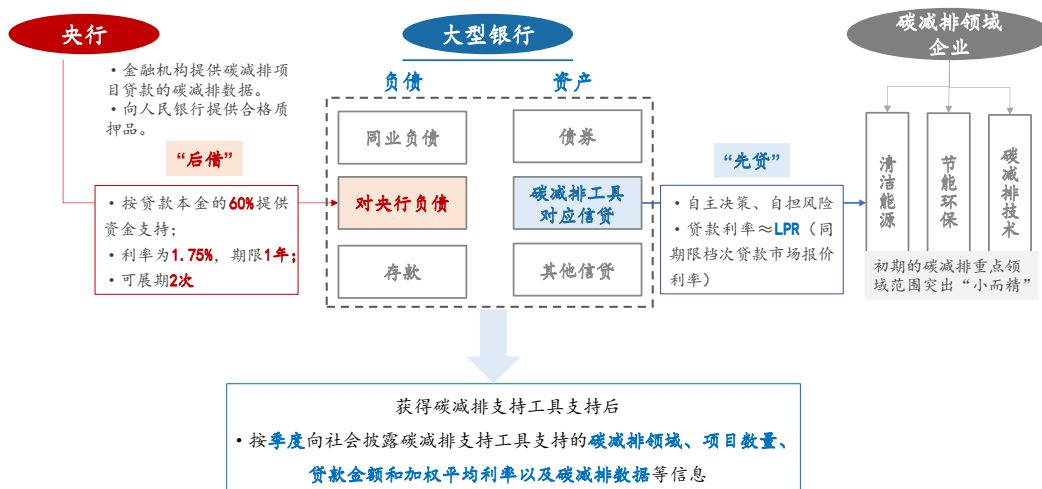 央行
• 金融机构提供碳减排项
目贷款的碳减排数据。
• 向人民银行提供合格质
押品。
“后借”
• 按贷款本金的60%提供
资金支持;
• 利率为1.75%, 期限1年;
• 可展期2次
大型银行
负债
资产
同业负债
债券
对央行负债
碳减排工具
对应信贷
存款
其他信贷
“先贷”
• 自主决策、自担风险
• 贷款利率≈LPR（同
期限档次贷款市场报价
利率）
碳减排领域
企业
清洁能源
节能环保
碳减排技术
初期的碳减排重点领
域范围突出“小而精”
获得碳减排支持工具支持后
• 按季度向社会披露碳减排支持工具支持的碳减排领域、项目数量、
贷款金额和加权平均利率以及碳减排数据等信息